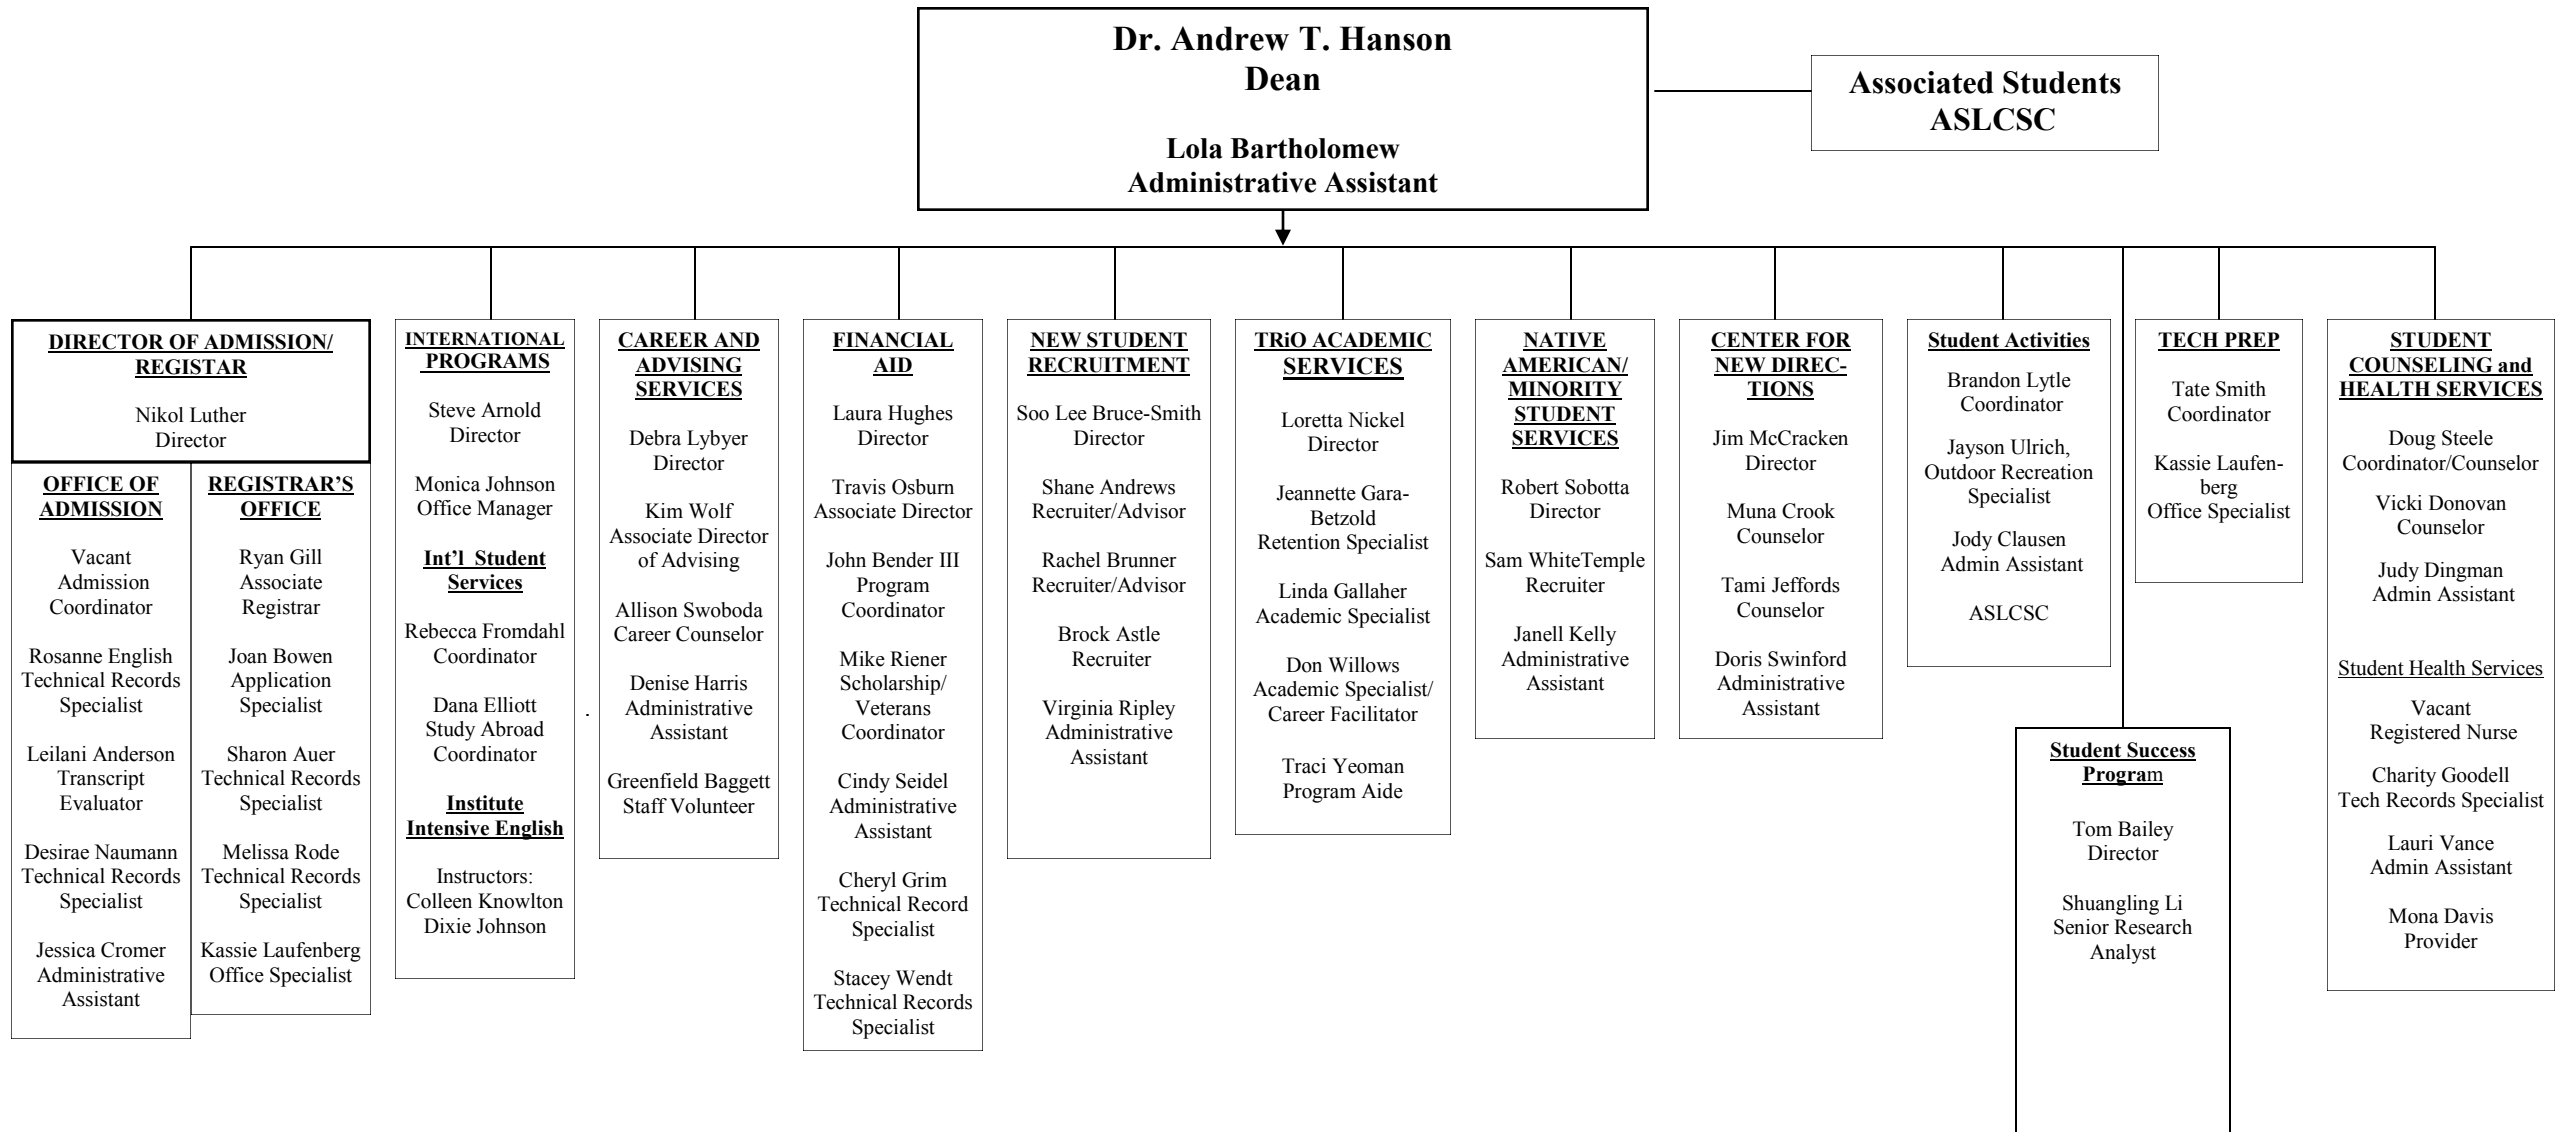 Dr. Andrew T. Hanson
Dean
Lola Bartholomew
Administrative Assistant
Associated Students
ASLCSC
DIRECTOR OF ADMISSION/
REGISTAR
Nikol Luther
Director
OFFICE OF
ADMISSION
Vacant
Admission
Coordinator
Rosanne English
Technical Records
Specialist
Leilani Anderson
Transcript
Evaluator
Desirae Naumann
Technical Records
Specialist
Jessica Cromer
Administrative
Assistant
REGISTRAR’S
OFFICE
Ryan Gill
Associate
Registrar
Joan Bowen
Application
Specialist
Sharon Auer
Technical Records
Specialist
Melissa Rode
Technical Records
Specialist
Kassie Laufenberg
Office Specialist
INTERNATIONAL
PROGRAMS
Steve Arnold
Director
Monica Johnson
Office Manager
Int’l Student
Services
Rebecca Fromdahl
Coordinator
Dana Elliott
Study Abroad
Coordinator
Institute
Intensive English
Instructors:
Colleen Knowlton
Dixie Johnson
.
CAREER AND
ADVISING
SERVICES
Debra Lybyer
Director
Kim Wolf
Associate Director
of Advising
Allison Swoboda
Career Counselor
Denise Harris
Administrative
Assistant
Greenfield Baggett
Staff Volunteer
FINANCIAL
AID
Laura Hughes
Director
Travis Osburn
Associate Director
John Bender III
Program
Coordinator
Mike Riener
Scholarship/
Veterans
Coordinator
Cindy Seidel
Administrative
Assistant
Cheryl Grim
Technical Record
Specialist
Stacey Wendt
Technical Records
Specialist
NEW STUDENT
RECRUITMENT
Soo Lee Bruce-Smith
Director
Shane Andrews
Recruiter/Advisor
Rachel Brunner
Recruiter/Advisor
Brock Astle
Recruiter
Virginia Ripley
Administrative
Assistant
TRiO ACADEMIC
SERVICES
Loretta Nickel
Director
Jeannette Gara-
Betzold
Retention Specialist
Linda Gallaher
Academic Specialist
Don Willows
Academic Specialist/
Career Facilitator
Traci Yeoman
Program Aide
NATIVE
AMERICAN/
MINORITY
STUDENT
SERVICES
Robert Sobotta
Director
Sam WhiteTemple
Recruiter
Janell Kelly
Administrative
Assistant
CENTER FOR
NEW DIREC-
TIONS
Jim McCracken
Director
Muna Crook
Counselor
Tami Jeffords
Counselor
Doris Swinford
Administrative
Assistant
Student Activities
Brandon Lytle
Coordinator
Jayson Ulrich,
Outdoor Recreation
Specialist
Jody Clausen
Admin Assistant
ASLCSC
Student Success
Program
Tom Bailey
Director
Shuangling Li
Senior Research
Analyst
TECH PREP
Tate Smith
Coordinator
Kassie Laufen-
berg
Office Specialist
STUDENT
COUNSELING and
HEALTH SERVICES
Doug Steele
Coordinator/Counselor
Vicki Donovan
Counselor
Judy Dingman
Admin Assistant
Student Health Services
Vacant
Registered Nurse
Charity Goodell
Tech Records Specialist
Lauri Vance
Admin Assistant
Mona Davis
Provider